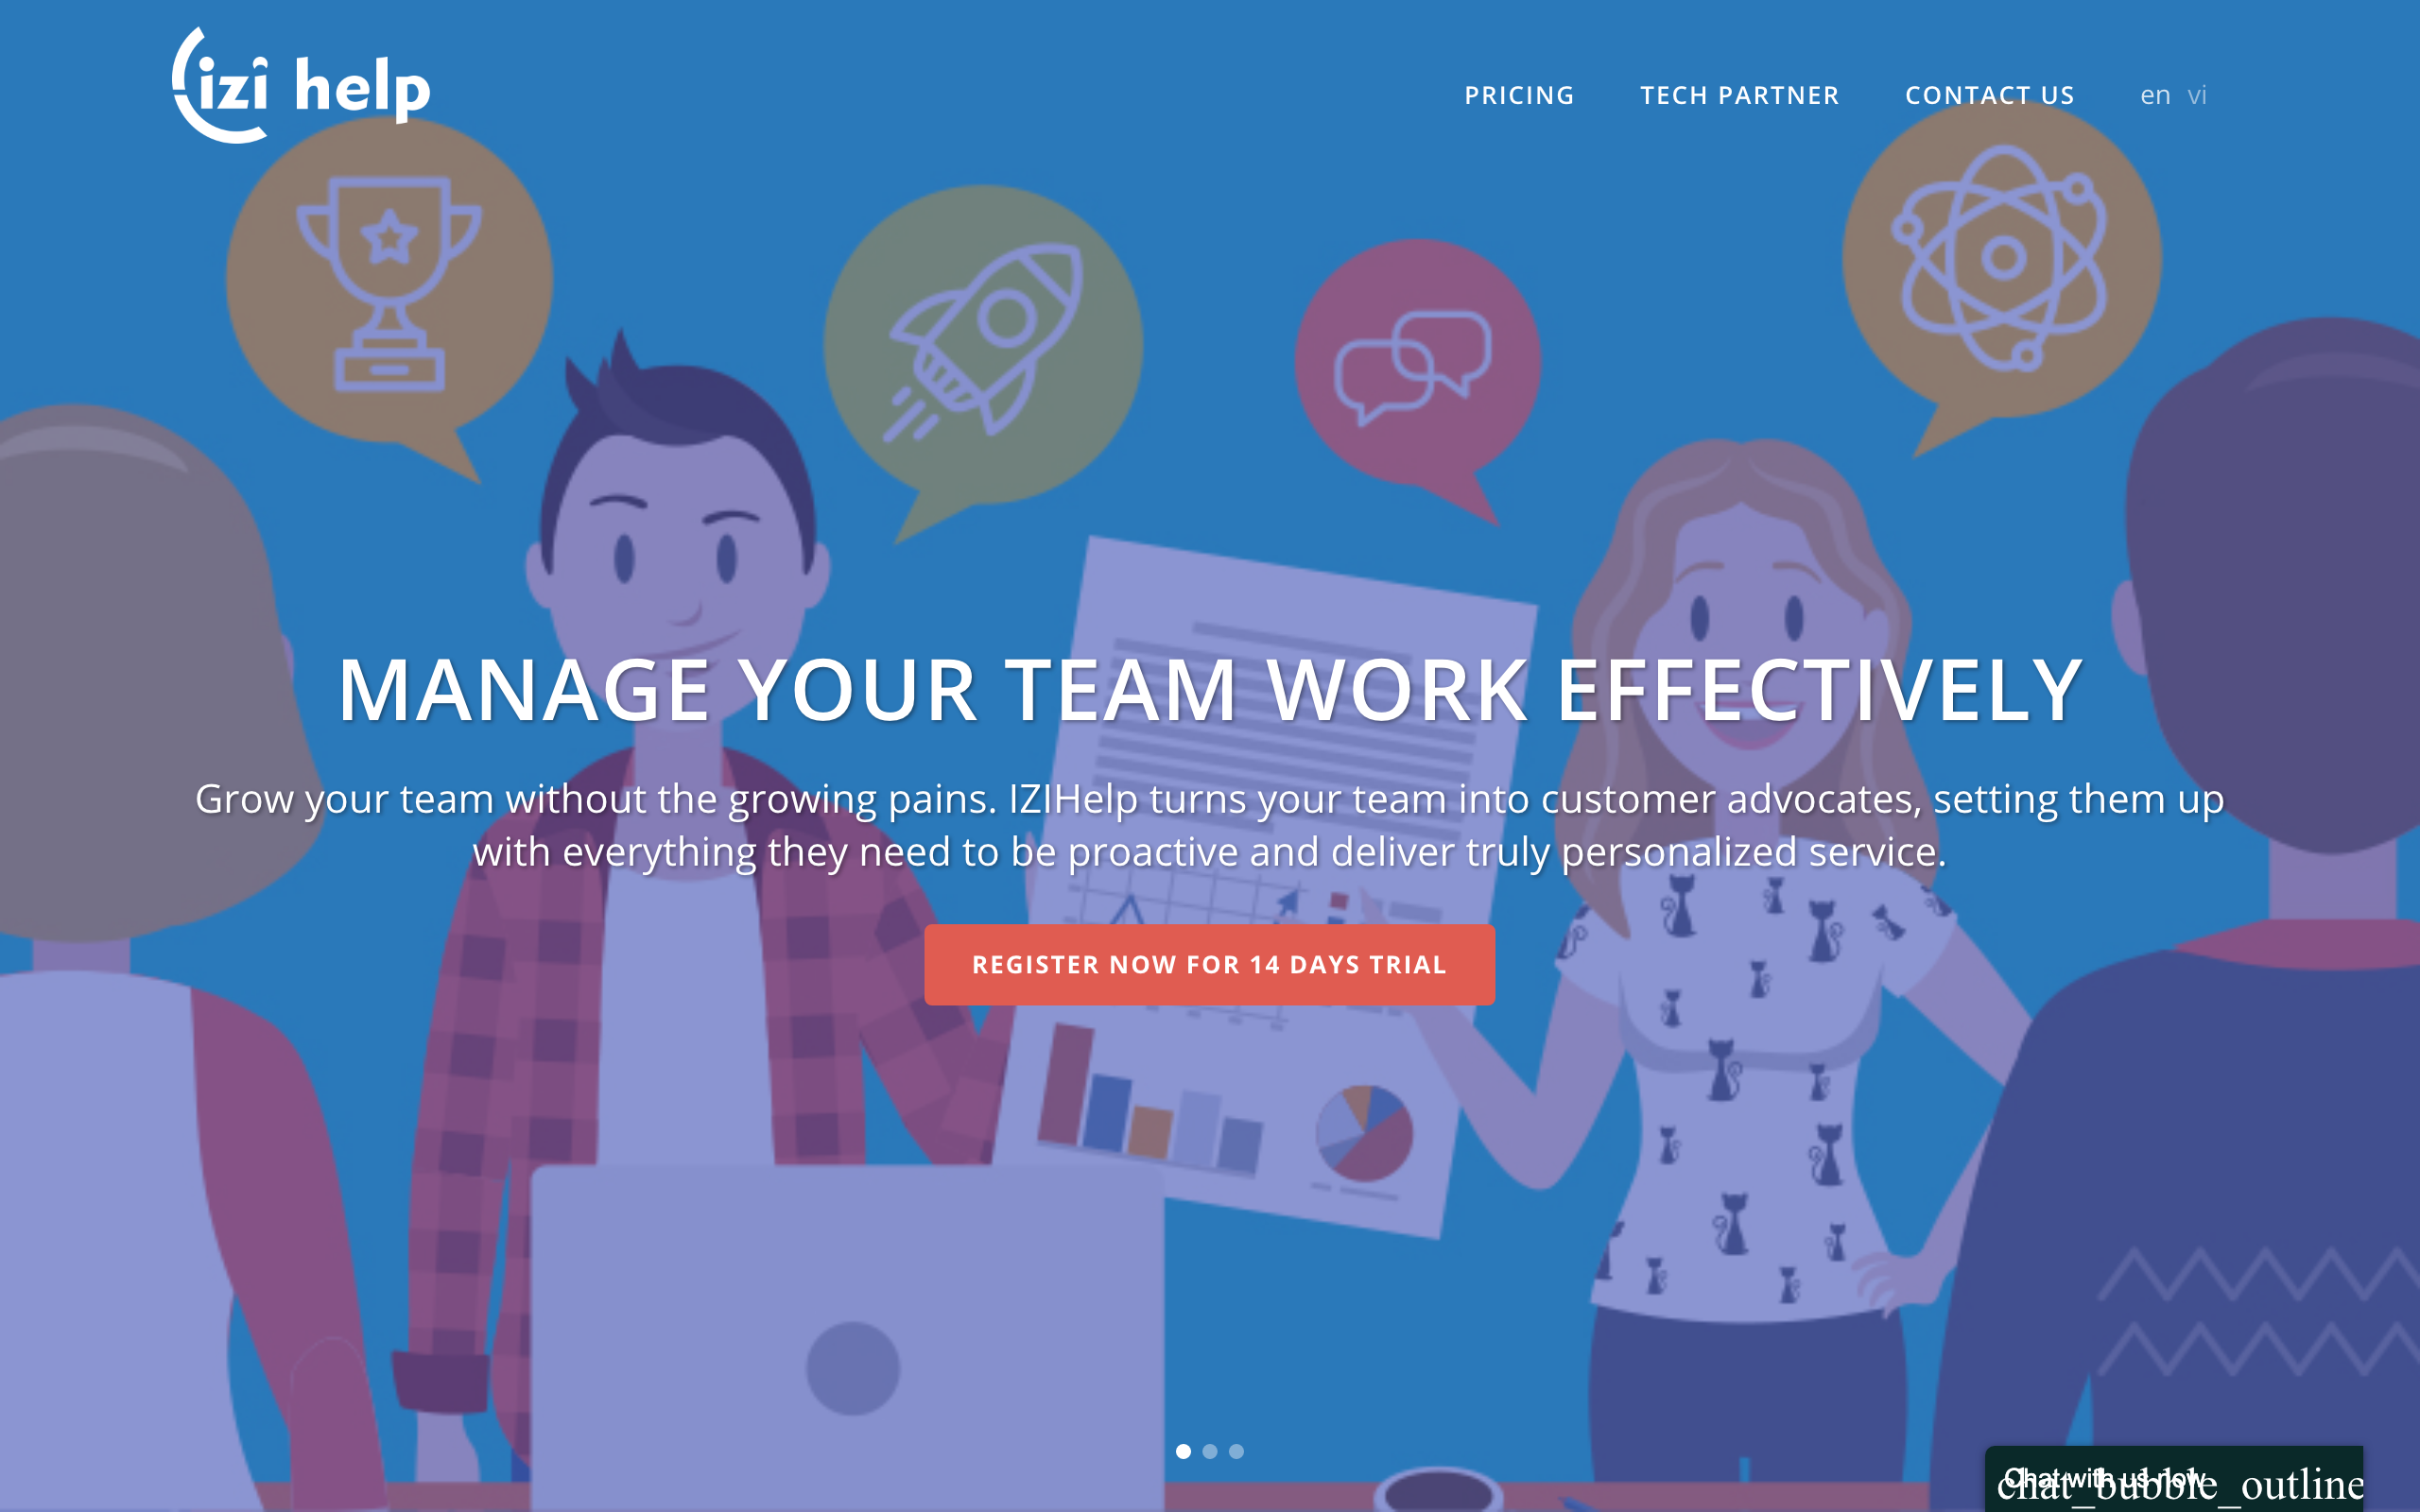 izi help
PRICING
TECH PARTNER
CONTACT US
en vi
MANAGE YOUR TEAM WORK EFFECTIVELY
Grow your team without the growing pains. IZIHelp turns your team into customer advocates, setting them up
with everything they need to be proactive and deliver truly personalized service.
REGISTER NOW FOR 14 DAYS TRIAL
Chat with us now
chat_bubble_outline